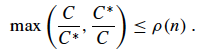 max ( C / C* , C* / C ) ≤ ρ(n) .